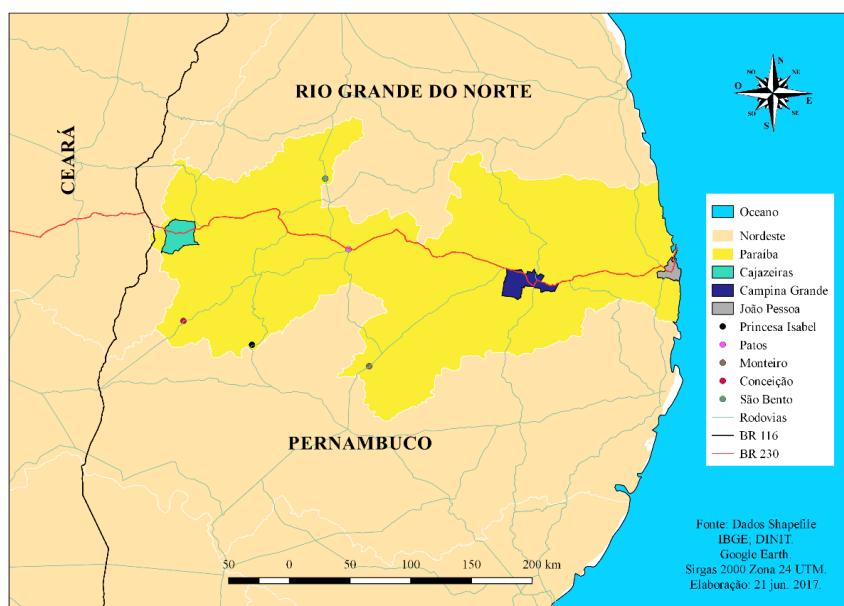 RIO GRANDE DO NORTE
CEARÁ
PERNAMBUCO
N
NO
NE
O
E
SO
SE
S
Oceano
Nordeste
Paraíba
Cajazeiras
Campina Grande
João Pessoa
Princesa Isabel
Patos
Monteiro
Conceição
São Bento
Rodovias
BR 116
BR 230
50 0 50 100 150 200 km
Fonte: Dados Shapefile
IBGE; DINIT.
Google Earth.
Sirgas 2000 Zona 24 UTM.
Elaboração: 21 jun. 2017.